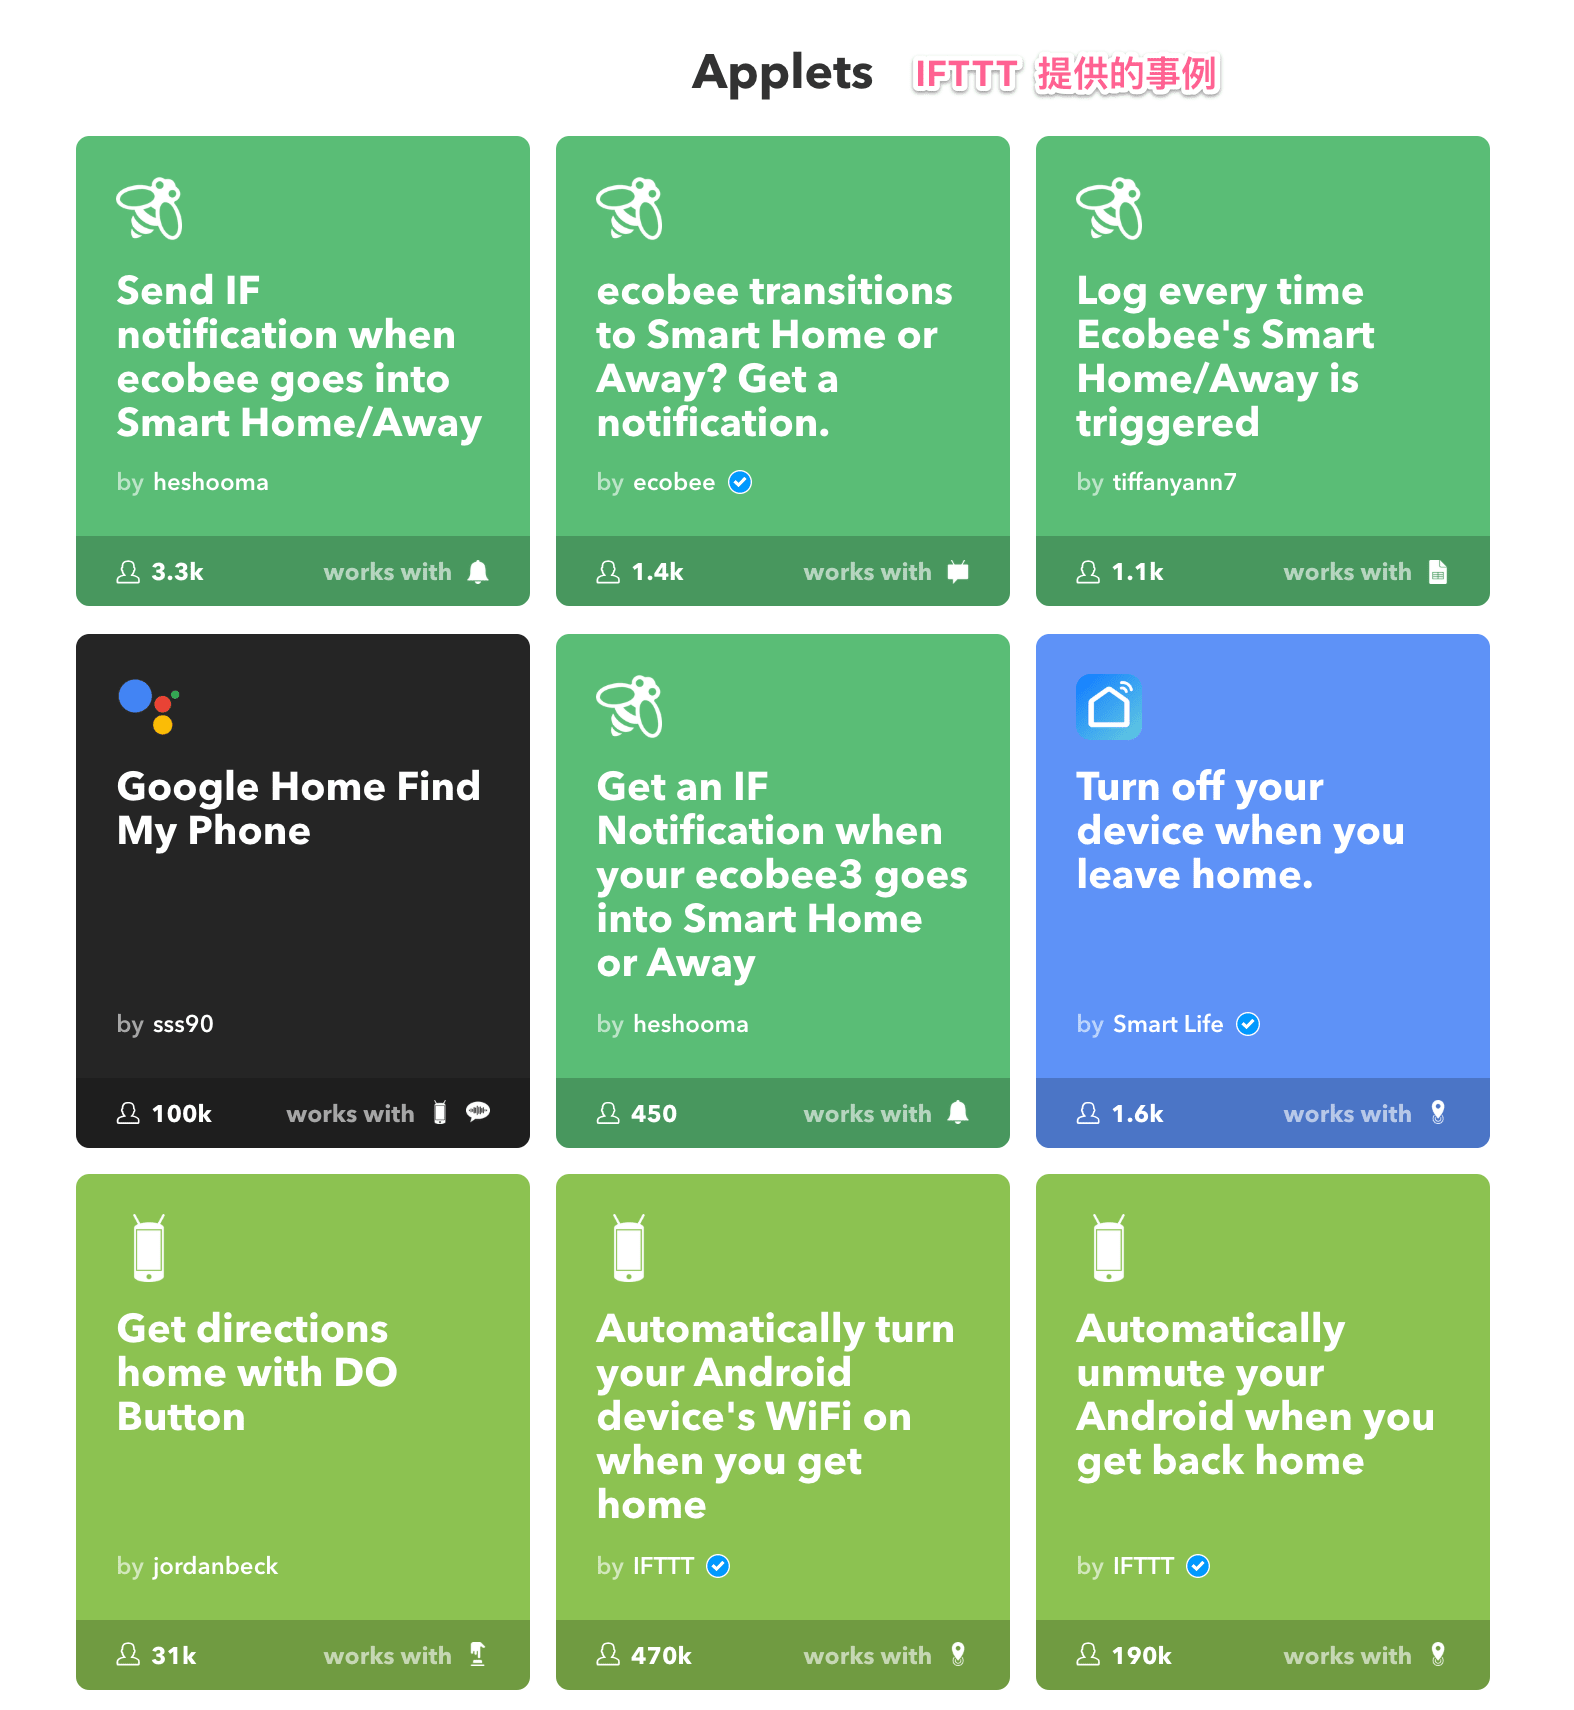 Applets IFTTT 提供的事例
Send IF
notification when
ecobee goes into
Smart Home/Away
by heshooma
3.3k works with
ecobee transitions
to Smart Home or
Away? Get a
notification.
by ecobee
1.4k works with
Log every time
Ecobee's Smart
Home/Away is
triggered
by tiffanyann7
1.1k works with
Google Home Find
My Phone
by sss90
100k works with
Get an IF
Notification when
your ecobee3 goes
into Smart Home
or Away
by heshooma
450 works with
Turn off your
device when you
leave home.
by Smart Life
1.6k works with
Get directions
home with DO
Button
by jordanbeck
31k works with
Automatically turn
your Android
device's WiFi on
when you get
home
by IFTTT
470k works with
Automatically
unmute your
Android when you
get back home
by IFTTT
190k works with